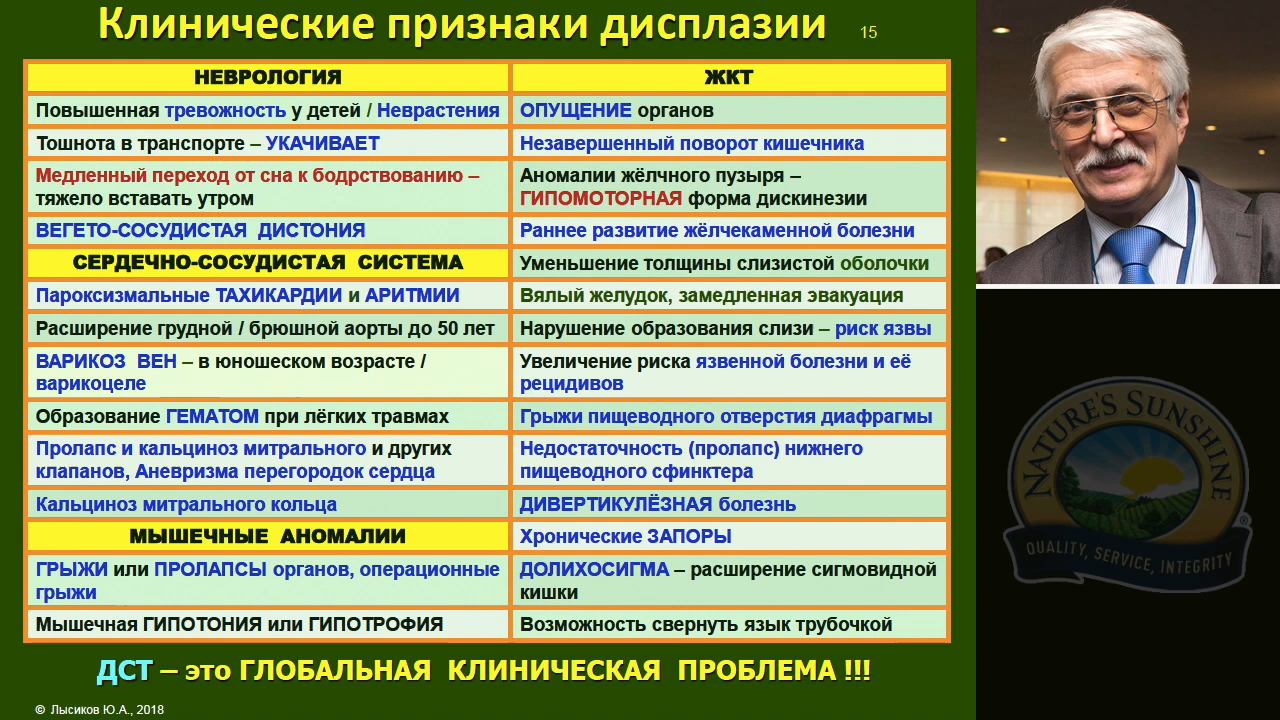 Клинические признаки дисплазии
15
НЕВРОЛОГИЯ
Повышенная тревожность у детей / Неврастения
Тошнота в транспорте – УКАЧИВАЕТ
Медленный переход от сна к бодрствованию –
тяжело вставать утром
ВЕГЕТО-СОСУДИСТАЯ ДИСТОНИЯ
СЕРДЕЧНО-СОСУДИСТАЯ СИСТЕМА
Пароксизмальные ТАХИКАРДИИ и АРИТМИИ
Расширение грудной / брюшной аорты до 50 лет
ВАРИКОЗ ВЕН – в юношеском возрасте /
варикоцеле
Образование ГЕМАТОМ при лёгких травмах
Пролапс и кальциноз митрального и других
клапанов, Аневризма перегородок сердца
Кальциноз митрального кольца
МЫШЕЧНЫЕ АНОМАЛИИ
ГРЫЖИ или ПРОЛАПСЫ органов, операционные
грыжи
Мышечная ГИПОТОНИЯ или ГИПОТРОФИЯ
ЖКТ
ОПУЩЕНИЕ органов
Незавершенный поворот кишечника
Аномалии жёлчного пузыря –
ГИПОМОТОРНАЯ форма дискинезии
Раннее развитие жёлчекаменной болезни
Уменьшение толщины слизистой оболочки
Вялый желудок, замедленная эвакуация
Нарушение образования слизи – риск язвы
Увеличение риска язвенной болезни и её
рецидивов
Грыжи пищеводного отверстия диафрагмы
Недостаточность (пролапс) нижнего
пищеводного сфинктера
ДИВЕРТИКУЛЁЗНАЯ болезнь
Хронические ЗАПОРЫ
ДОЛИХОСИГМА – расширение сигмовидной
кишки
Возможность свернуть язык трубочкой
ДСТ – это ГЛОБАЛЬНАЯ КЛИНИЧЕСКАЯ ПРОБЛЕМА !!!
© Лысиков Ю.А., 2018
NATURE'S SUNSHINE
®
QUALITY, SERVICE, INTEGRITY